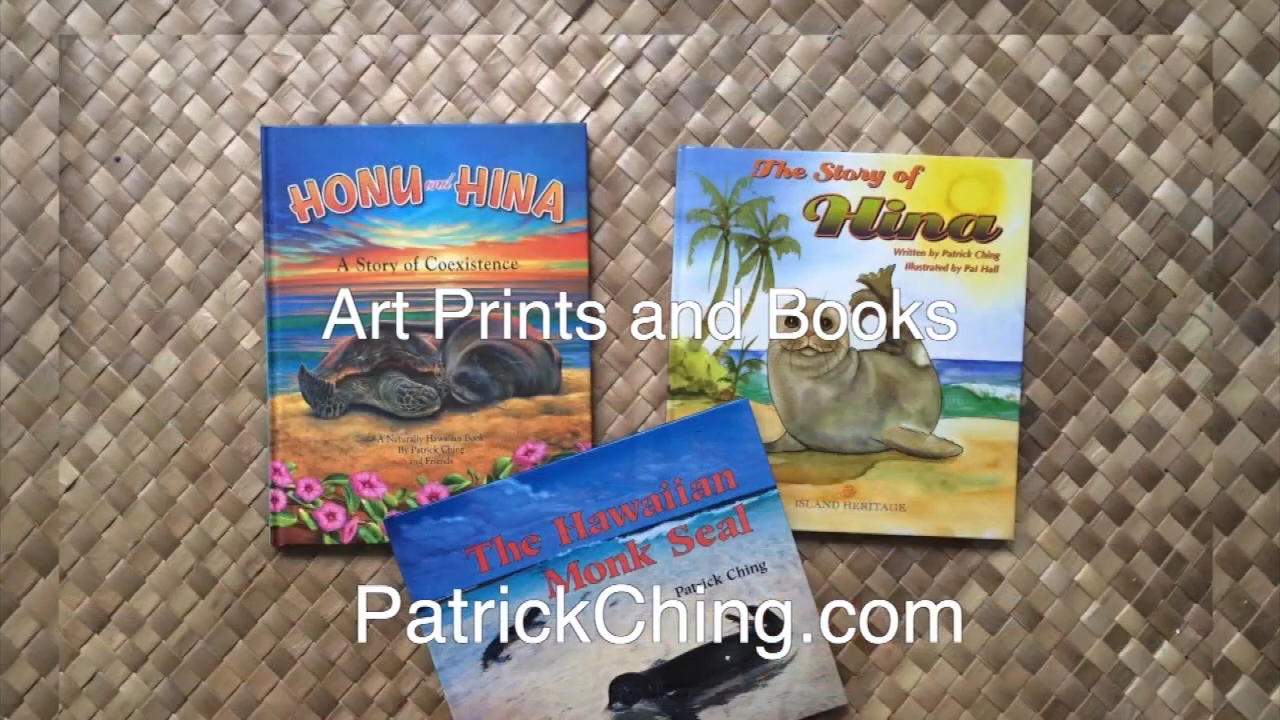 HONU and HINA
A Story of Coexistence
A Naturally Hawaiian Book
By Patrick Ching
and Friends
The Story of
Hina
Written by Patrick Ching
Illustrated by Pat Hall
ISLAND HERITAGE
Art Prints and Books
The Hawaiian
Monk Seal
Patrick Ching
PatrickChing.com